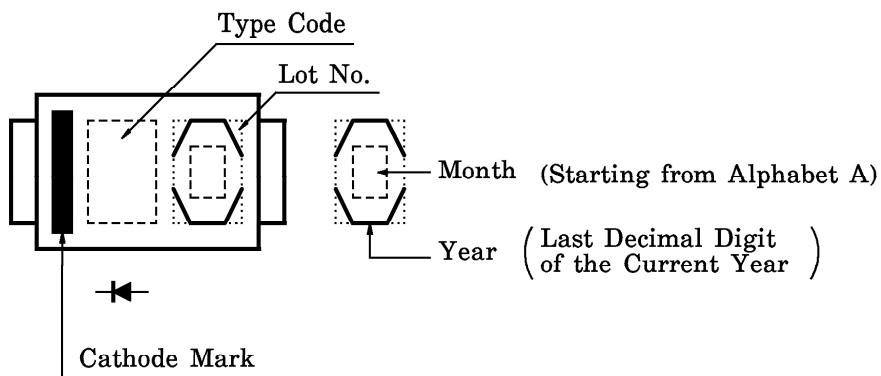 Type Code
Lot No.
Month (Starting from Alphabet A)
Year (Last Decimal Digit
of the Current Year)
Cathode Mark